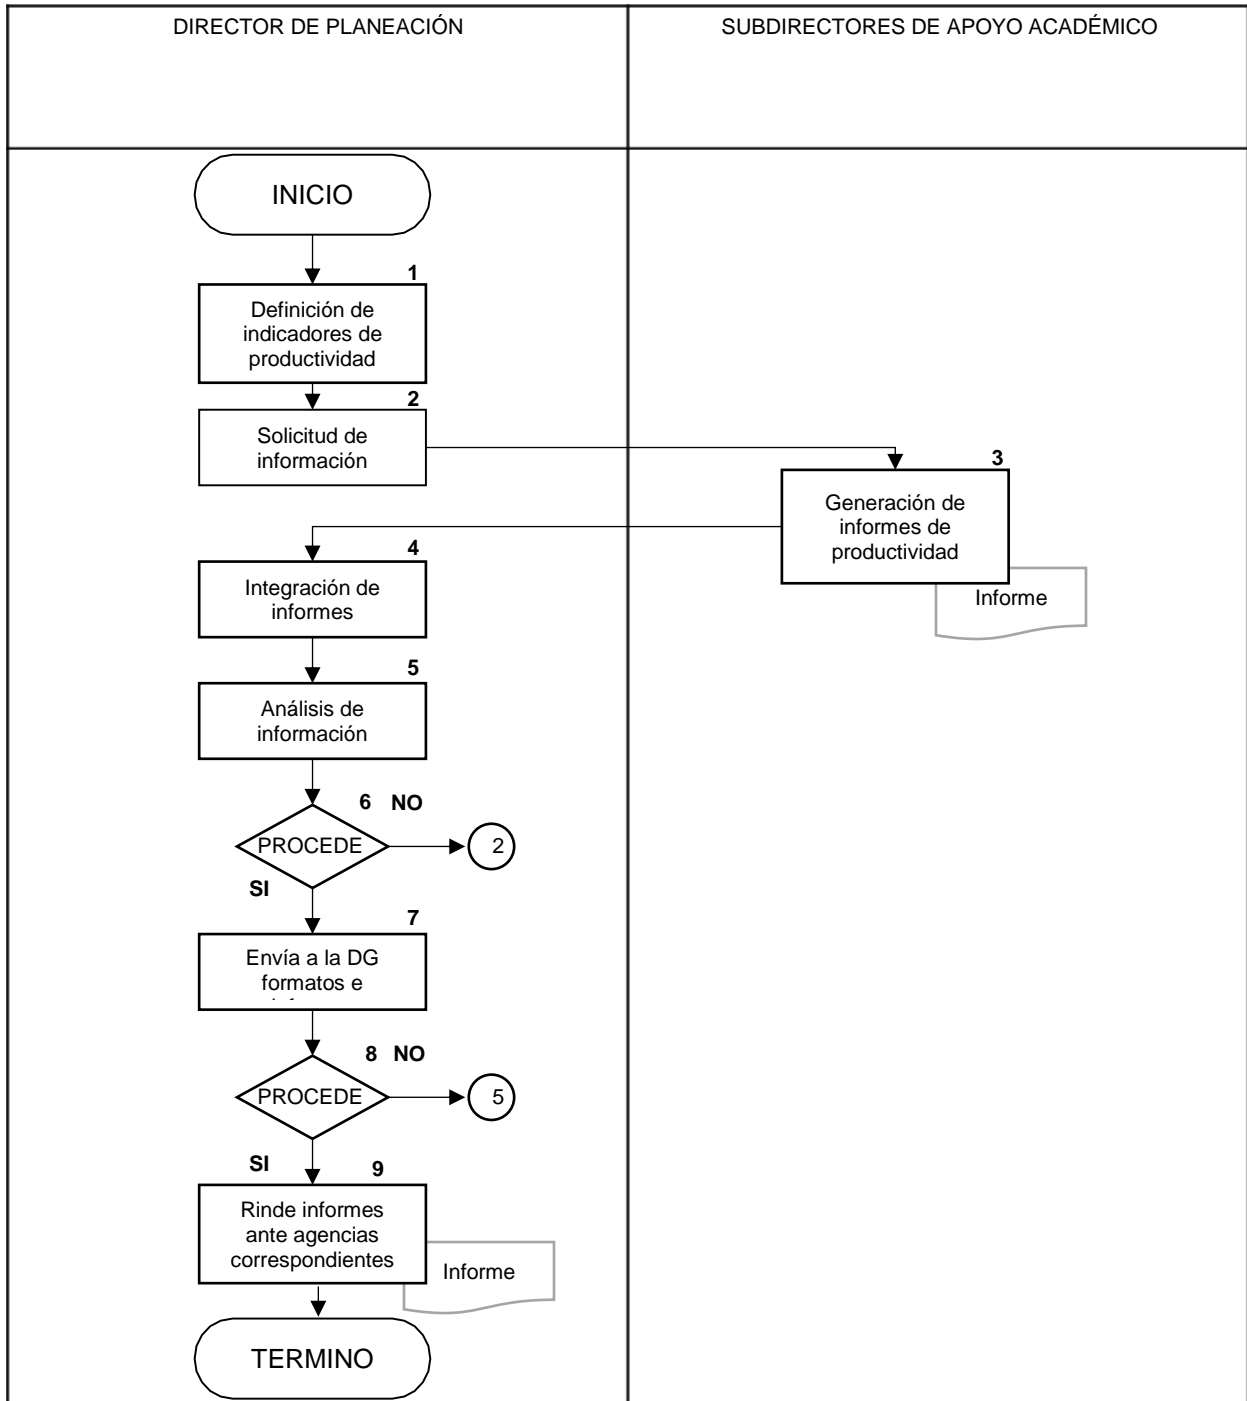 DIRECTOR DE PLANEACIÓN
SUBDIRECTORES DE APOYO ACADÉMICO
INICIO
1
Definición de
indicadores de
productividad
2
Solicitud de
información
3
Generación de
informes de
productividad
Informe
4
Integración de
informes
5
Análisis de
información
6 NO
PROCEDE
2
SI
7
Envía a la DG
formatos e
8 NO
PROCEDE
5
SI
9
Rinde informes
ante agencias
correspondientes
Informe
TERMINO